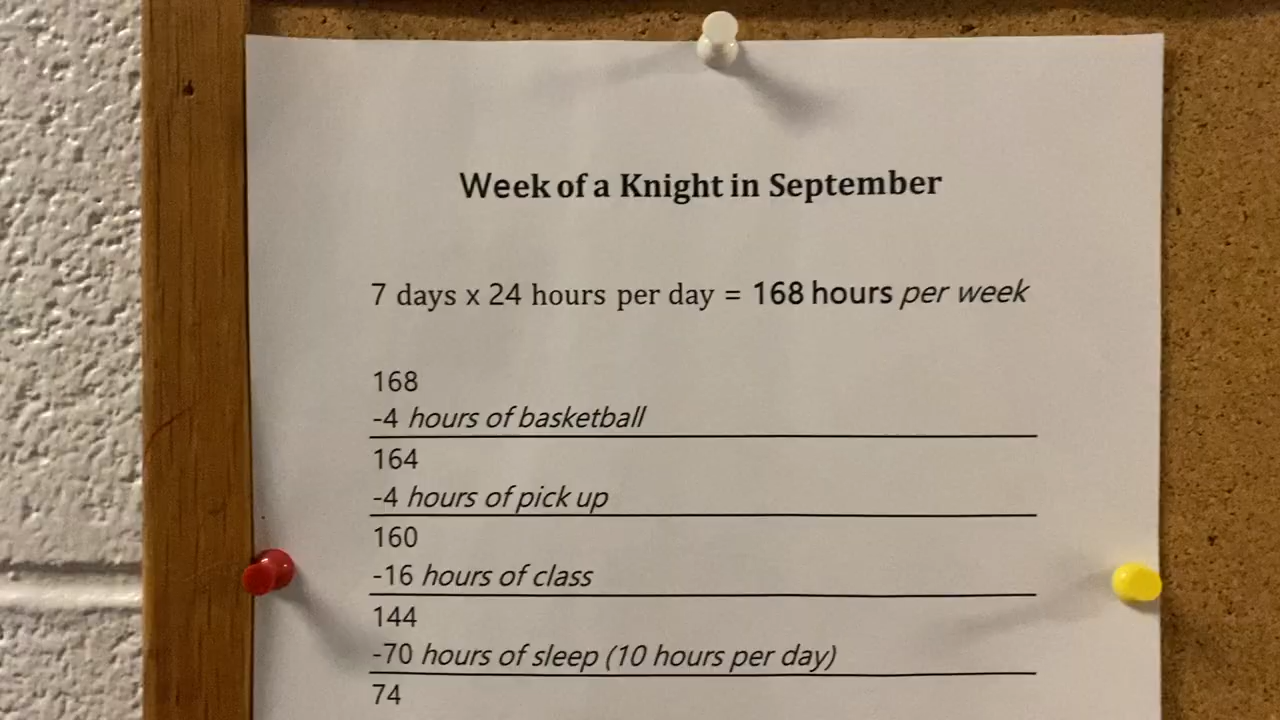 Week of a Knight in September
7 days x 24 hours per day = 168 hours per week
168
-4 hours of basketball
164
-4 hours of pick up
160
-16 hours of class
144
-70 hours of sleep (10 hours per day)
74